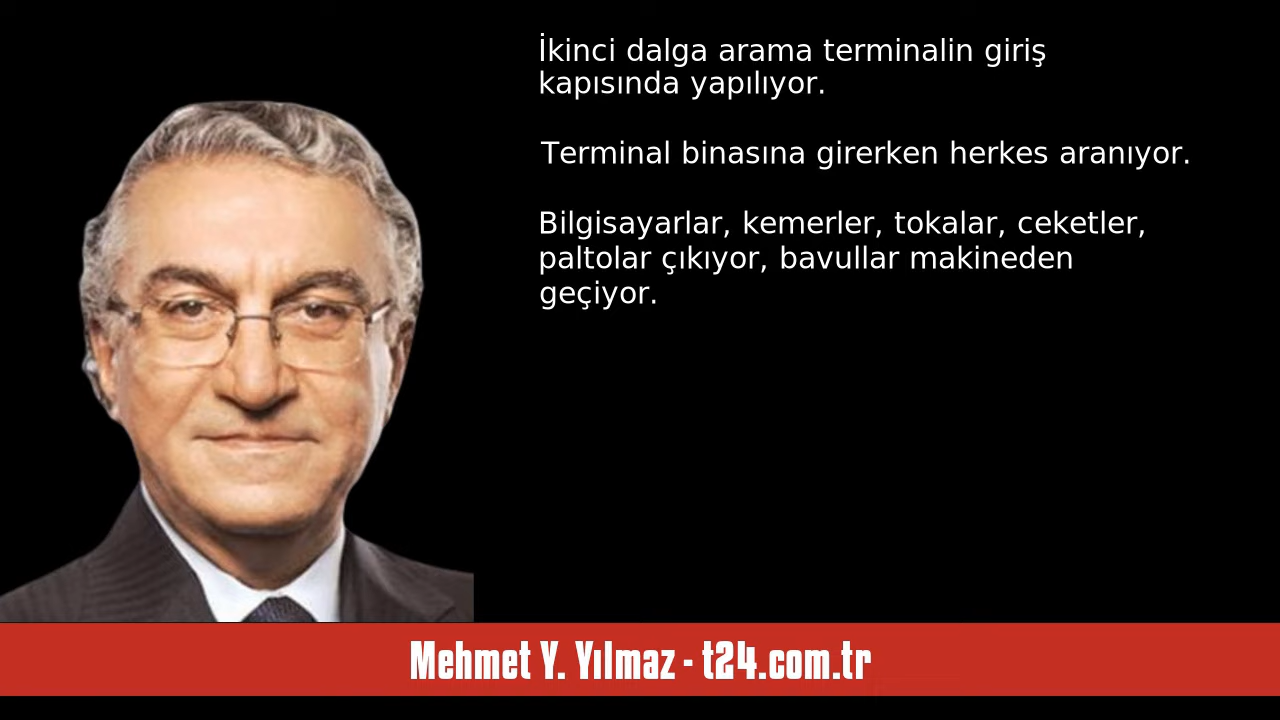 İkinci dalga arama terminalin giriş
kapısında yapılıyor.
Terminal binasına girerken herkes aranıyor.
Bilgisayarlar, kemerler, tokalar, ceketler,
paltolar çıkıyor, bavullar makineden
geçiyor.
Mehmet Y. Yılmaz - t24.com.tr